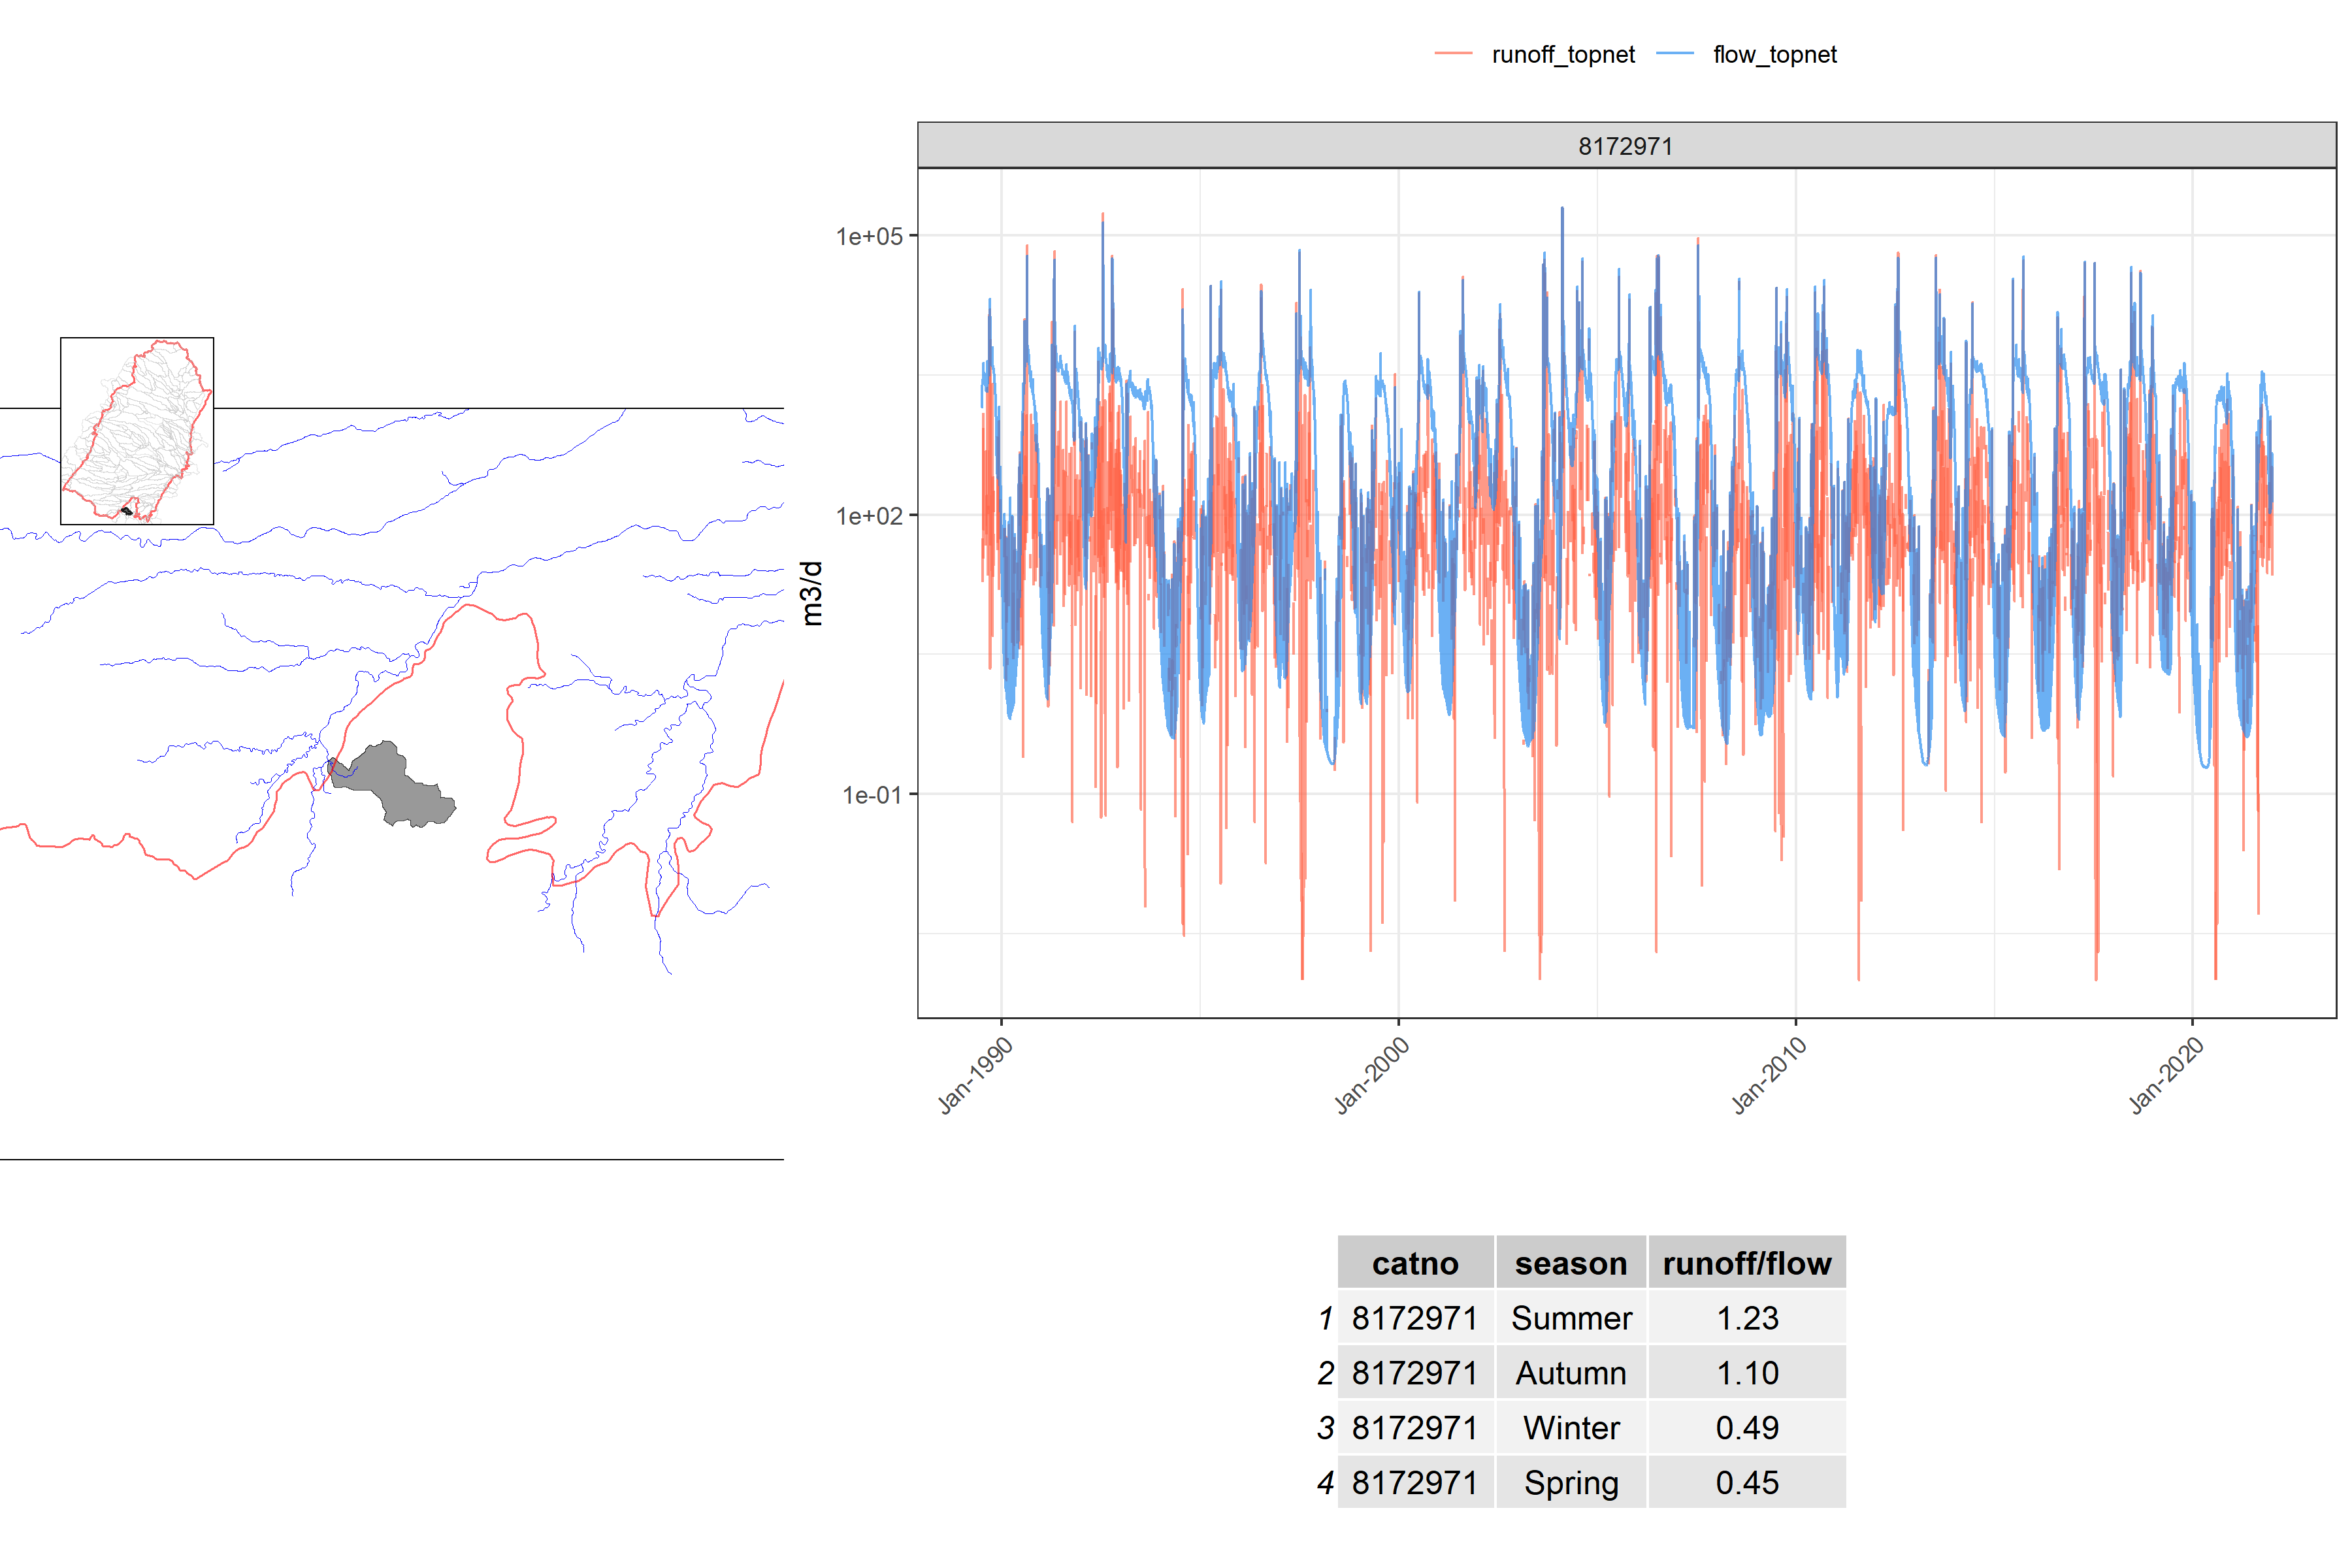 runoff_topnet flow_topnet
8172971
1e+05
1e+02
1e-01
m3/d
Jan-1990 Jan-2000 Jan-2010 Jan-2020
catno season runoff/flow
1 8172971 Summer 1.23
2 8172971 Autumn 1.10
3 8172971 Winter 0.49
4 8172971 Spring 0.45